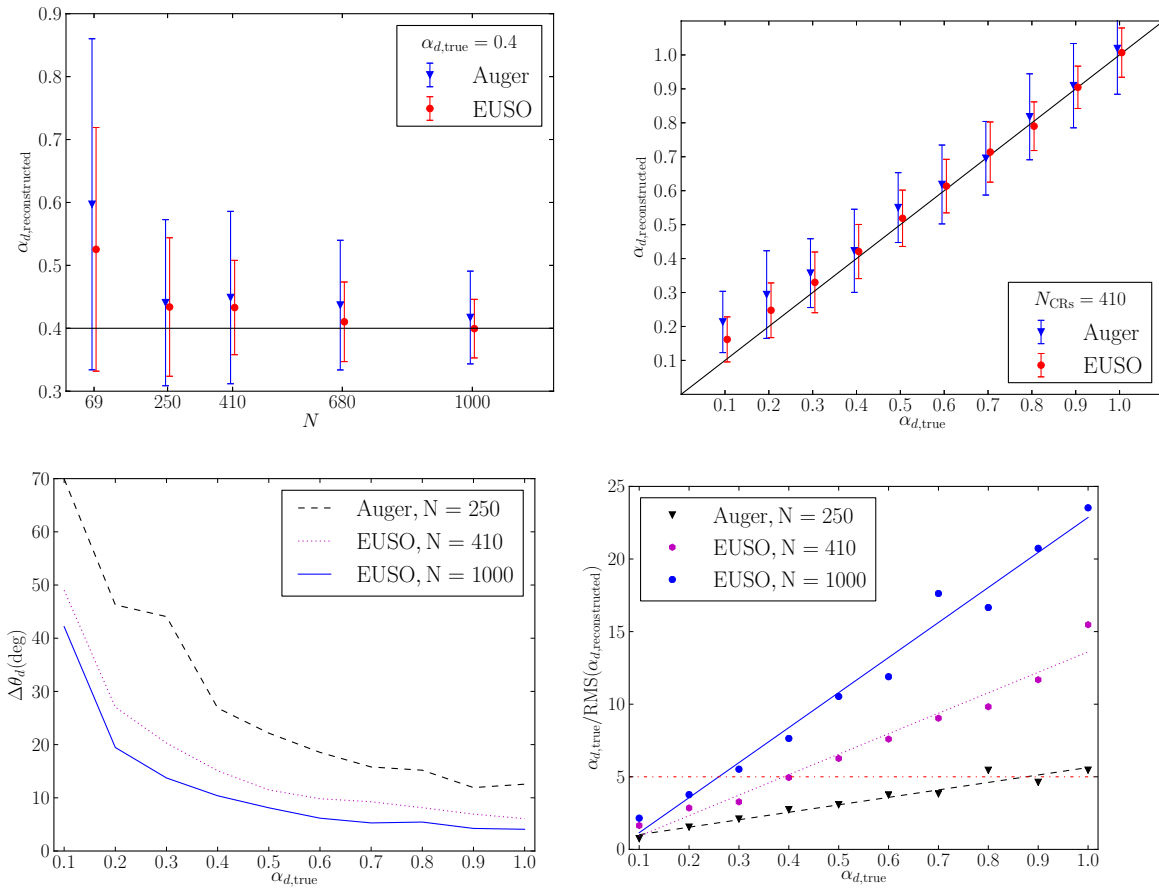 0.9
0.8
0.7
0.6
0.5
0.4
0.3
α_{d,reconstructed}
α_{d,true} = 0.4
Auger
EUSO
69 250 410 680 1000
N
1.0
0.9
0.8
0.7
0.6
0.5
0.4
0.3
0.2
0.1
α_{d,reconstructed}
N_{CRs} = 410
Auger
EUSO
0.1 0.2 0.3 0.4 0.5 0.6 0.7 0.8 0.9 1.0
α_{d,true}
70
60
50
40
30
20
10
0
Δθ_d(deg)
Auger, N = 250
EUSO, N = 410
EUSO, N = 1000
0.1 0.2 0.3 0.4 0.5 0.6 0.7 0.8 0.9 1.0
α_{d,true}
25
20
15
10
5
0
α_{d,true}/RMS(α_{d,reconstructed})
Auger, N = 250
EUSO, N = 410
EUSO, N = 1000
0.1 0.2 0.3 0.4 0.5 0.6 0.7 0.8 0.9 1.0
α_{d,true}